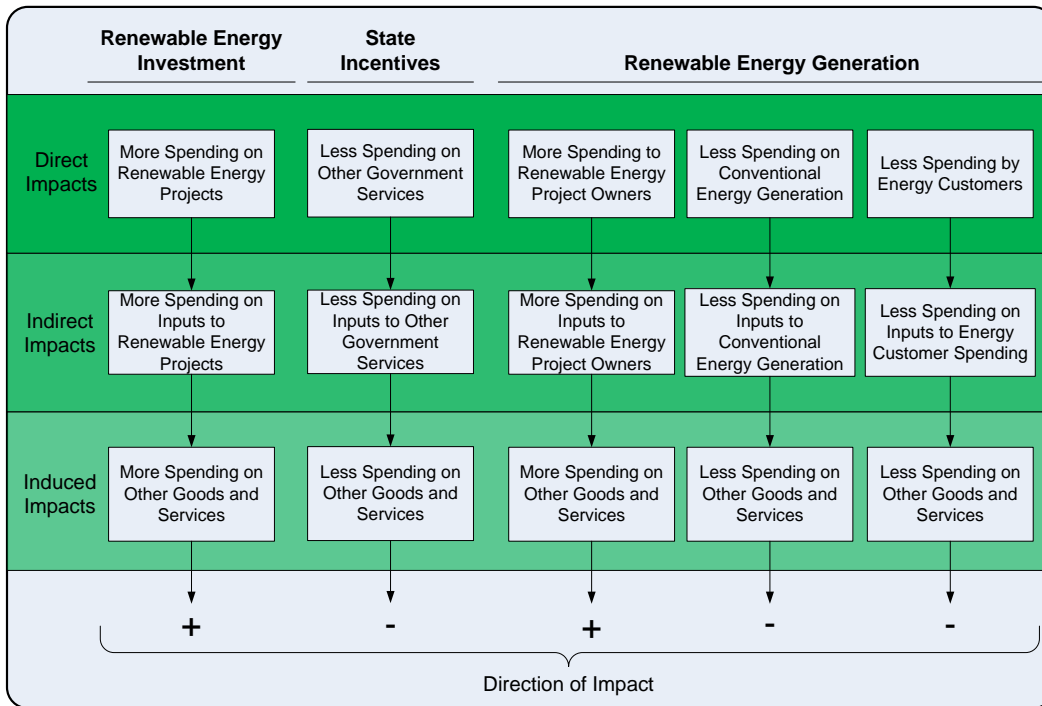 Renewable Energy
Investment
State
Incentives
Renewable Energy Generation
Direct
Impacts
More Spending on
Renewable Energy
Projects
Less Spending on
Other Government
Services
More Spending to
Renewable Energy
Project Owners
Less Spending on
Conventional
Energy Generation
Less Spending by
Energy Customers
Indirect
Impacts
More Spending on
Inputs to
Renewable Energy
Projects
Less Spending on
Inputs to Other
Government
Services
More Spending on
Inputs to
Renewable Energy
Project Owners
Less Spending on
Inputs to
Conventional
Energy Generation
Less Spending on
Inputs to Energy
Customer Spending
Induced
Impacts
More Spending on
Other Goods and
Services
Less Spending on
Other Goods and
Services
More Spending on
Other Goods and
Services
Less Spending on
Other Goods and
Services
Less Spending on
Other Goods and
Services
+ - + - -
Direction of Impact